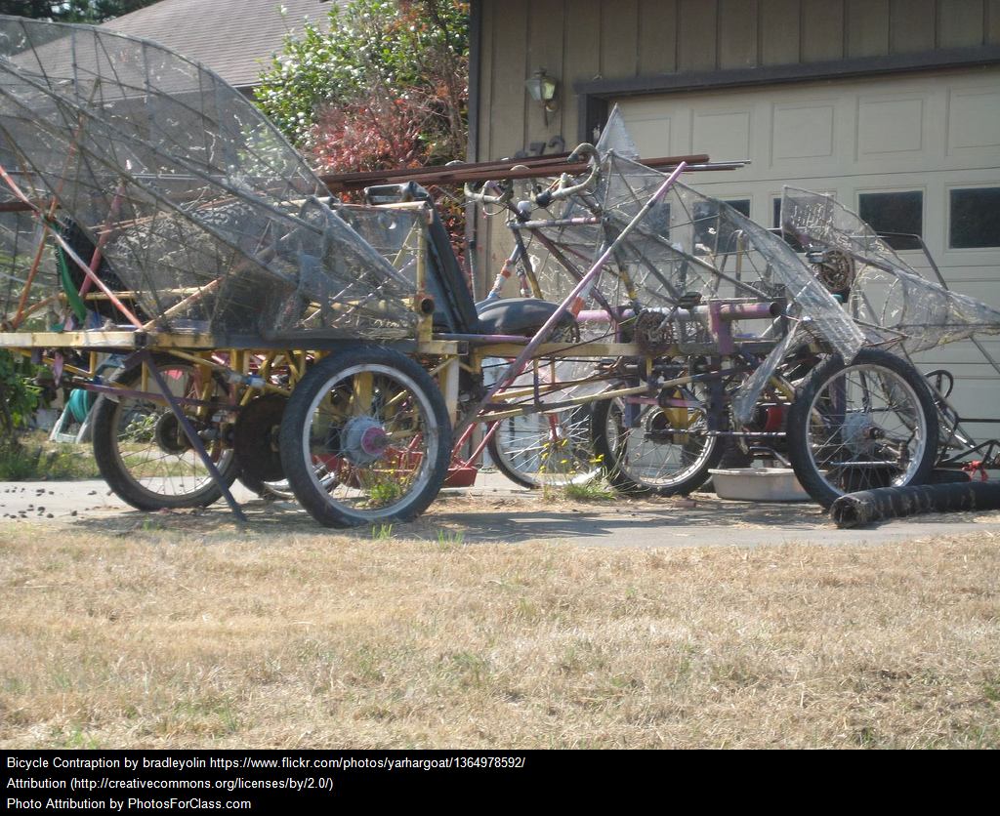 Bicycle Contraption by bradleyolin https://www.flickr.com/photos/yarhargoat/1364978592/
Attribution (http://creativecommons.org/licenses/by/2.0/)
Photo Attribution by PhotosForClass.com